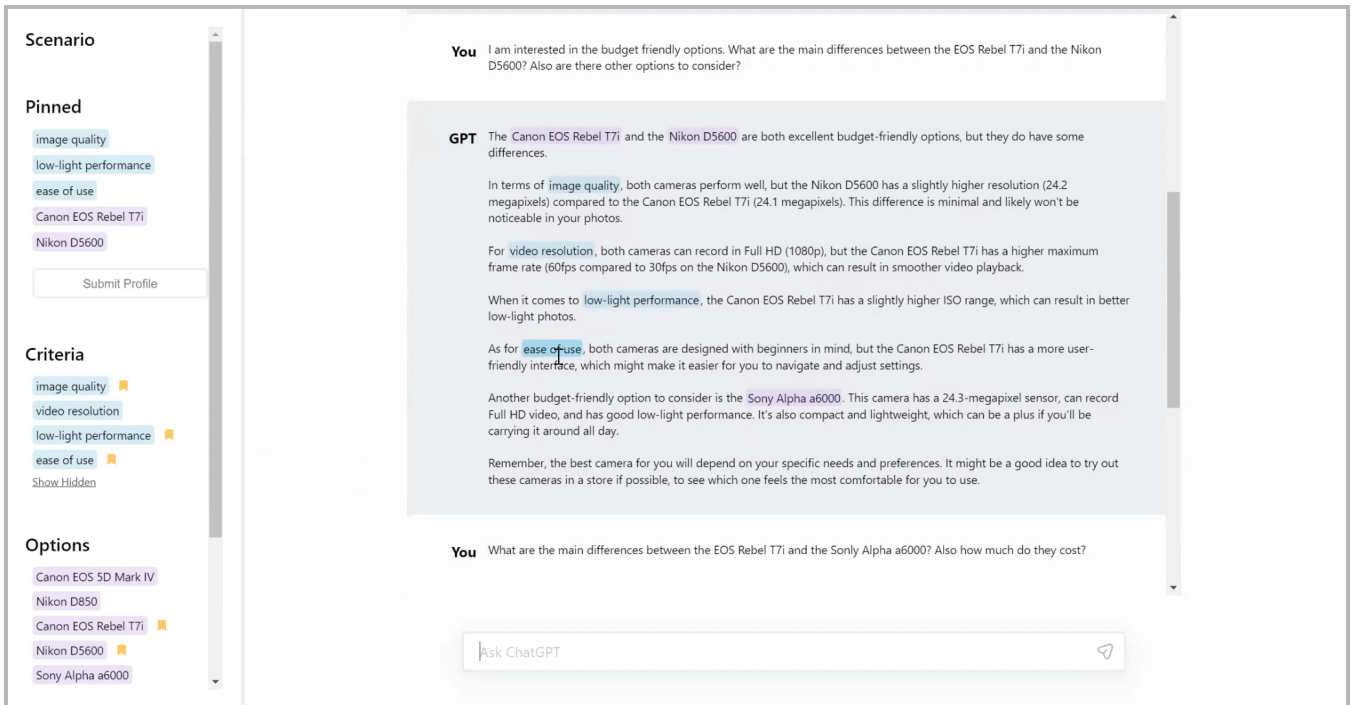 Scenario
Pinned
image quality
low-light performance
ease of use
Canon EOS Rebel T7i
Nikon D5600
Submit Profile
Criteria
image quality
video resolution
low-light performance
ease of use
Show Hidden
Options
Canon EOS 5D Mark IV
Nikon D850
Canon EOS Rebel T7i
Nikon D5600
Sony Alpha a6000
You I am interested in the budget friendly options. What are the main differences between the EOS Rebel T7i and the Nikon
D5600? Also are there other options to consider?
GPT The Canon EOS Rebel T7i and the Nikon D5600 are both excellent budget-friendly options, but they do have some
differences.
In terms of image quality, both cameras perform well, but the Nikon D5600 has a slightly higher resolution (24.2
megapixels) compared to the Canon EOS Rebel T7i (24.1 megapixels). This difference is minimal and likely won't be
noticeable in your photos.
For video resolution, both cameras can record in Full HD (1080p), but the Canon EOS Rebel T7i has a higher maximum
frame rate (60fps compared to 30fps on the Nikon D5600), which can result in smoother video playback.
When it comes to low-light performance, the Canon EOS Rebel T7i has a slightly higher ISO range, which can result in better
low-light photos.
As for ease of use, both cameras are designed with beginners in mind, but the Canon EOS Rebel T7i has a more user-
friendly interface, which might make it easier for you to navigate and adjust settings.
Another budget-friendly option to consider is the Sony Alpha a6000. This camera has a 24.3-megapixel sensor, can record
Full HD video, and has good low-light performance. It's also compact and lightweight, which can be a plus if you'll be
carrying it around all day.
Remember, the best camera for you will depend on your specific needs and preferences. It might be a good idea to try out
these cameras in a store if possible, to see which one feels the most comfortable for you to use.
You What are the main differences between the EOS Rebel T7i and the Sonly Alpha a6000? Also how much do they cost?
Ask ChatGPT